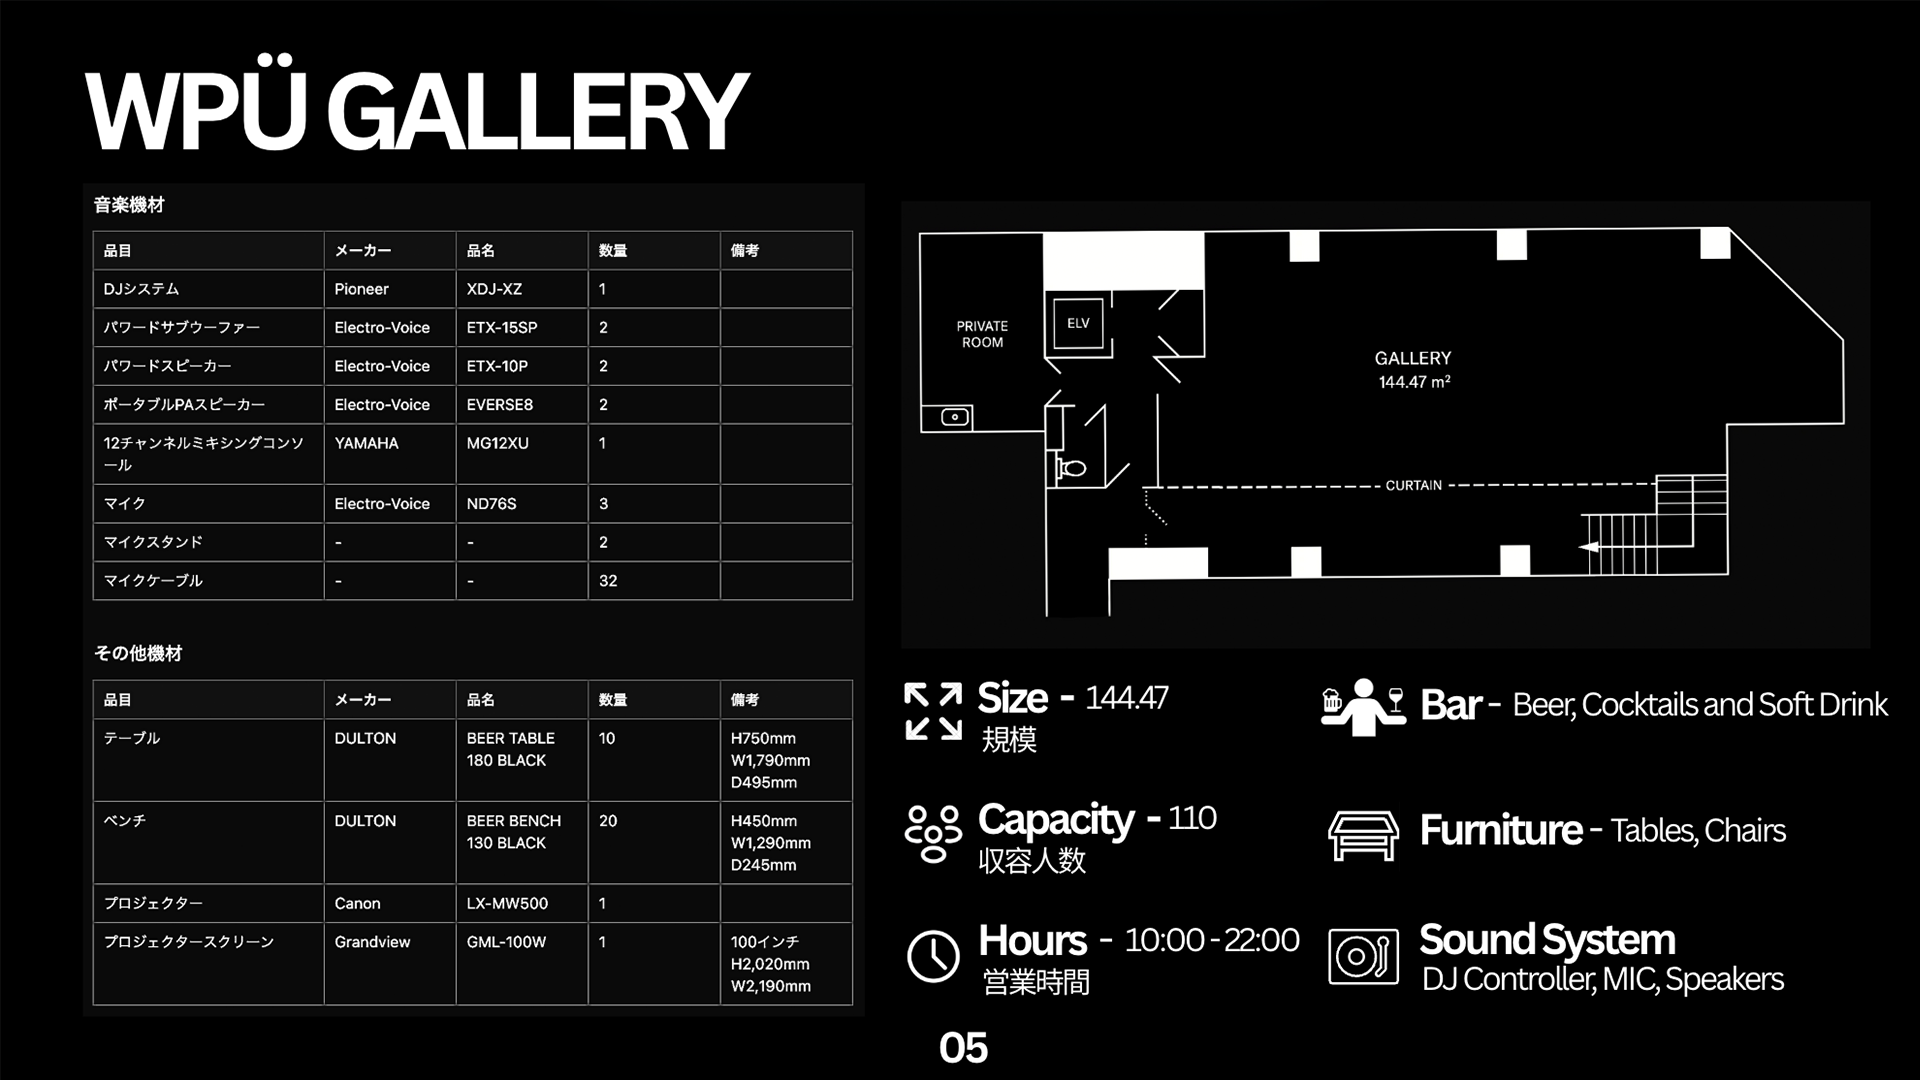 WPÜ GALLERY
音楽機材
品目 メーカー 品名 数量 備考
DJシステム Pioneer XDJ-XZ 1
パワードサブウーファー Electro-Voice ETX-15SP 2
パワードスピーカー Electro-Voice ETX-10P 2
ポータブルPAスピーカー Electro-Voice EVERSE8 2
12チャンネルミキシングコンソ YAMAHA MG12XU 1
ール
マイク Electro-Voice ND76S 3
マイクスタンド - - 2
マイクケーブル - - 32
その他機材
品目 メーカー 品名 数量 備考
テーブル DULTON BEER TABLE 10 H750mm
180 BLACK W1,790mm
D495mm
ベンチ DULTON BEER BENCH 20 H450mm
130 BLACK W1,290mm
D245mm
プロジェクター Canon LX-MW500 1
プロジェクタースクリーン Grandview GML-100W 1 100インチ
H2,020mm
W2,190mm
PRIVATE
ROOM
ELV
GALLERY
144.47 m²
CURTAIN
Size - 144.47
規模
Capacity - 110
収容人数
Hours - 10:00 - 22:00
営業時間
Bar - Beer, Cocktails and Soft Drink
Furniture - Tables, Chairs
Sound System
DJ Controller, MIC, Speakers
05